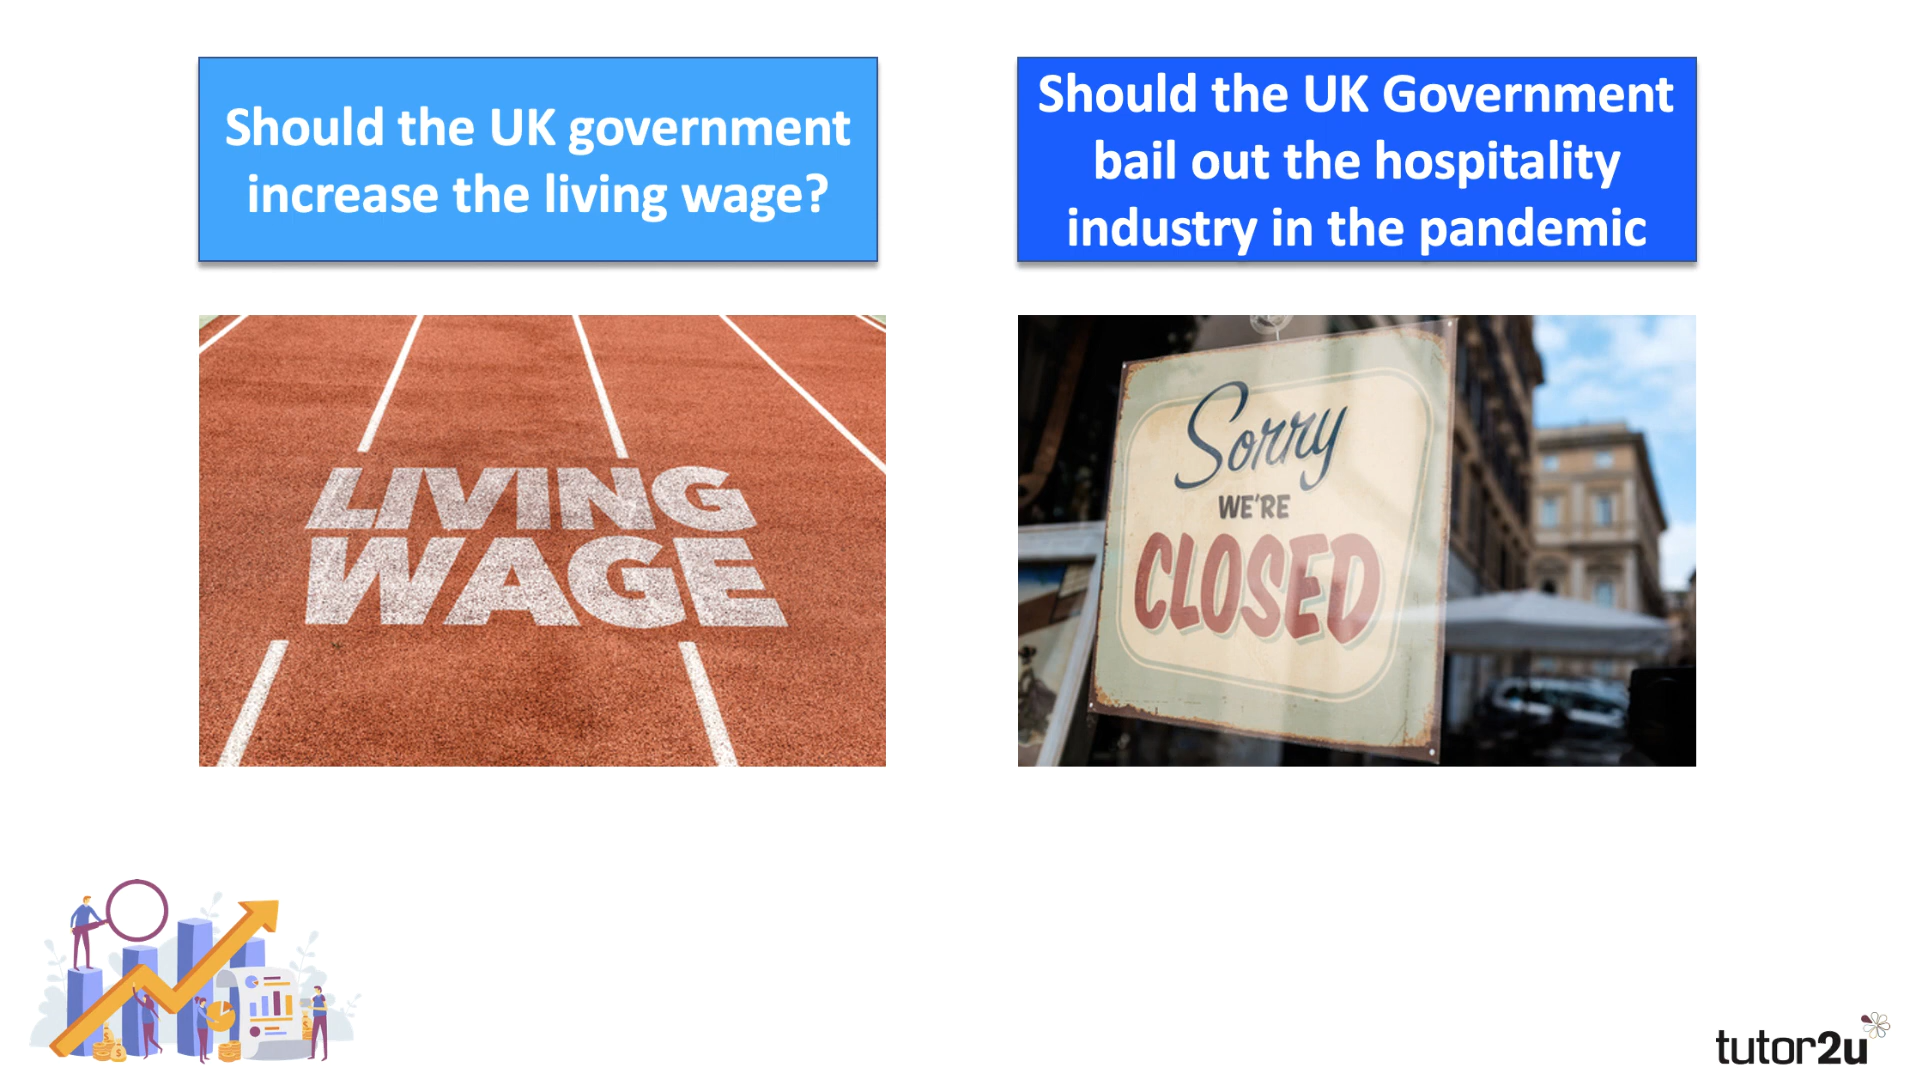 Should the UK government
increase the living wage?
Should the UK Government
bail out the hospitality
industry in the pandemic
LIVING
WAGE
Sorry
WE'RE
CLOSED
tutor2u